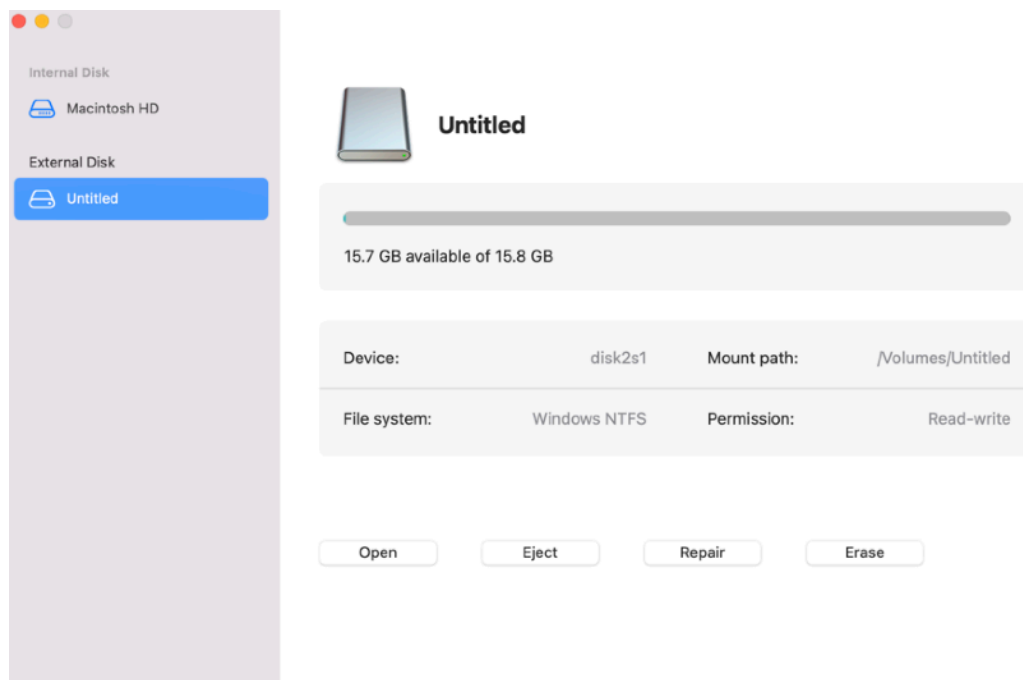 Internal Disk
Macintosh HD
External Disk
Untitled
Untitled
15.7 GB available of 15.8 GB
Device: disk2s1 Mount path: /Volumes/Untitled
File system: Windows NTFS Permission: Read-write
Open Eject Repair Erase